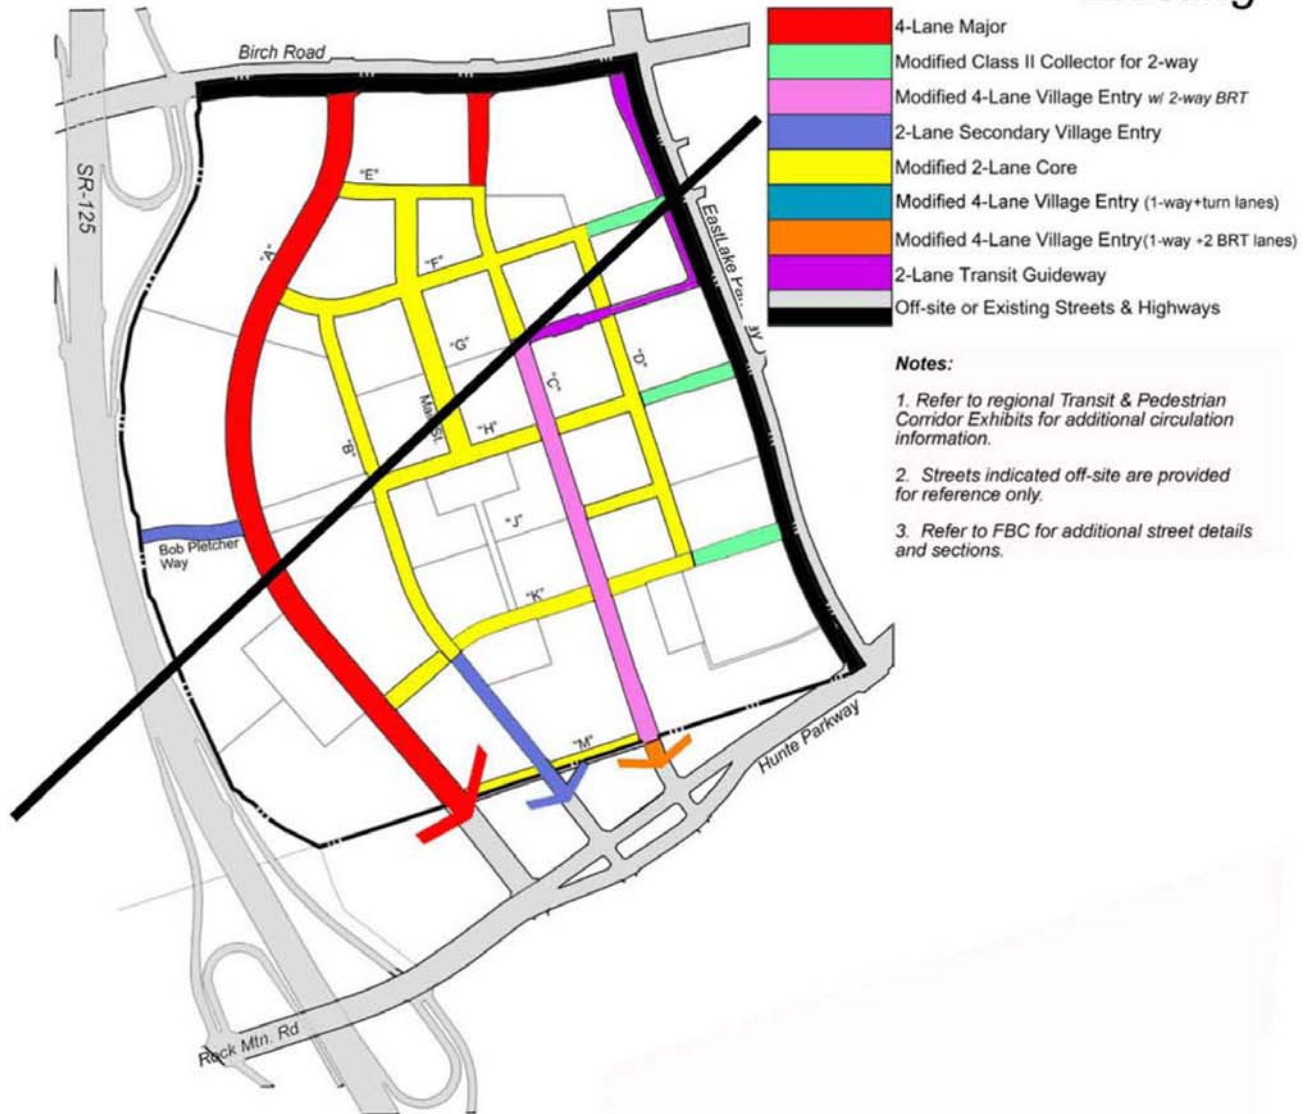 4-Lane Major
Modified Class II Collector for 2-way
Modified 4-Lane Village Entry w/ 2-way BRT
2-Lane Secondary Village Entry
Modified 2-Lane Core
Modified 4-Lane Village Entry (1-way+turn lanes)
Modified 4-Lane Village Entry(1-way +2 BRT lanes)
2-Lane Transit Guideway
Off-site or Existing Streets & Highways
Notes:
1. Refer to regional Transit & Pedestrian
Corridor Exhibits for additional circulation
information.
2. Streets indicated off-site are provided
for reference only.
3. Refer to FBC for additional street details
and sections.
Birch Road
SR-125
"E"
"A"
"F"
EastLake
"G"
"D"
"C"
"H"
"B"
"J"
Bob Pletcher
Way
"K"
"M"
Hunte Parkway
Rock Mtn. Rd